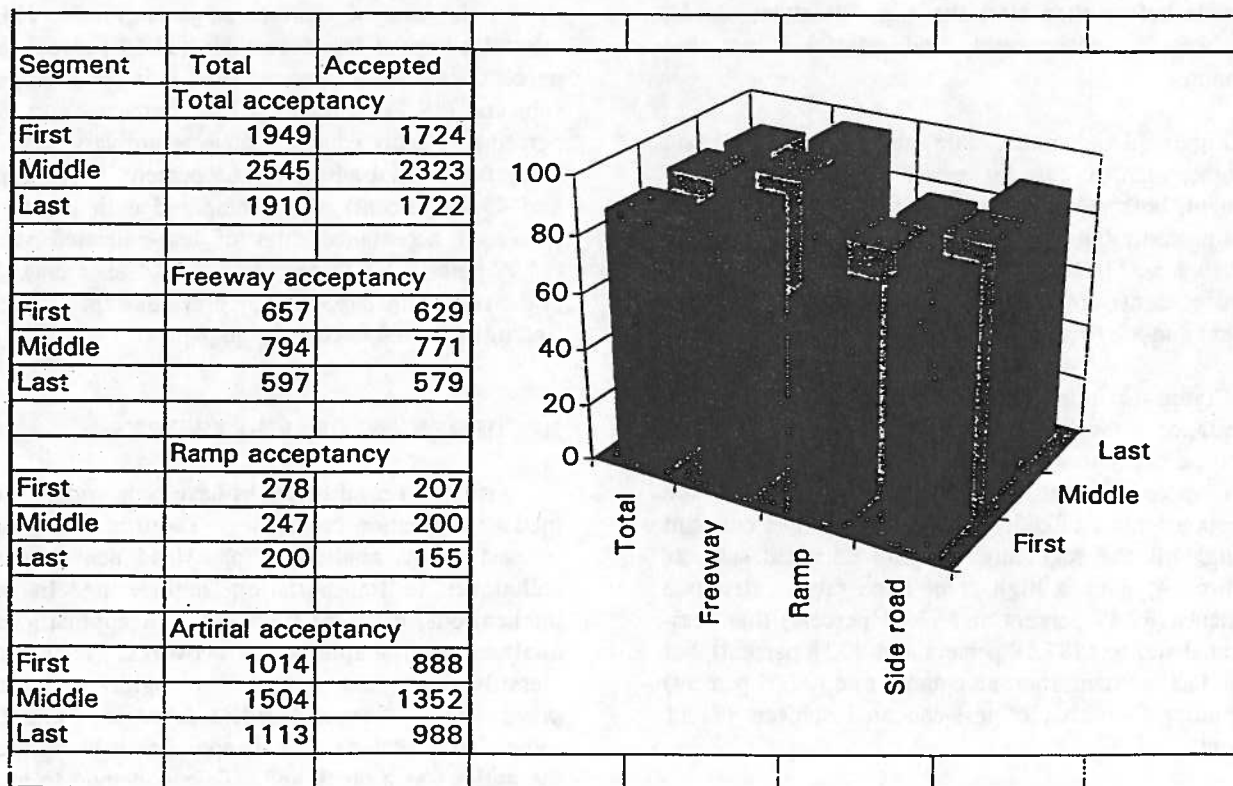 Segment Total Accepted
Total acceptancy
First 1949 1724
Middle 2545 2323
Last 1910 1722
Freeway acceptancy
First 657 629
Middle 794 771
Last 597 579
Ramp acceptancy
First 278 207
Middle 247 200
Last 200 155
Artirial acceptancy
First 1014 888
Middle 1504 1352
Last 1113 988
100
80
60
40
20
0
Total
Freeway
Ramp
Side road
First
Middle
Last